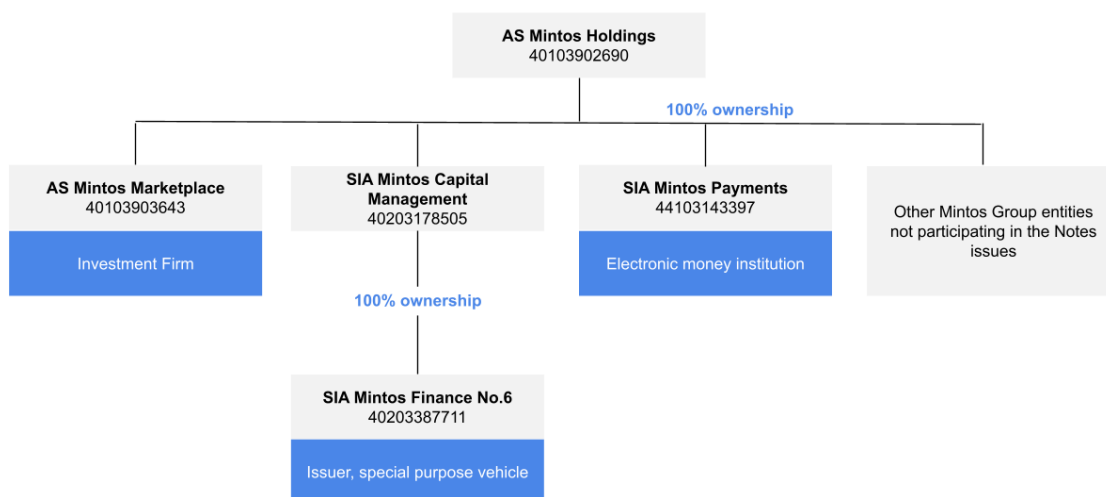 AS Mintos Holdings
40103902690
100% ownership
AS Mintos Marketplace
40103903643
Investment Firm
SIA Mintos Capital
Management
40203178505
SIA Mintos Payments
44103143397
Electronic money institution
Other Mintos Group entities
not participating in the Notes
issues
100% ownership
SIA Mintos Finance No.6
40203387711
Issuer, special purpose vehicle